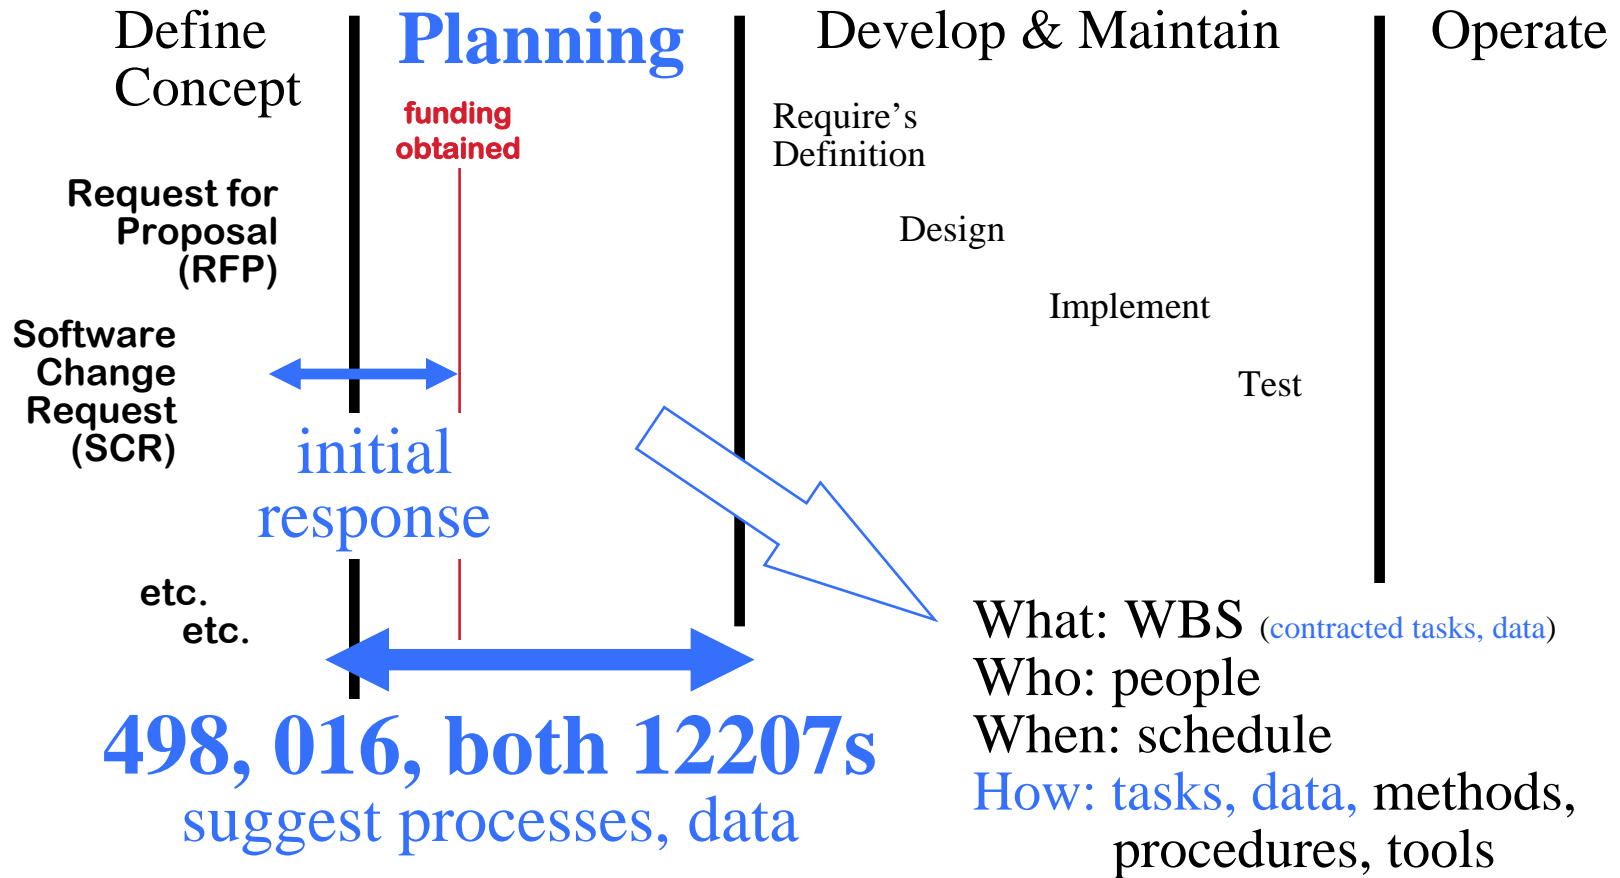 Define
Concept
Planning
Develop & Maintain
Operate
funding
obtained
Require’s
Definition
Request for
Proposal
(RFP)
Design
Implement
Software
Change
Request
(SCR)
Test
initial
response
etc.
etc.
498, 016, both 12207s
suggest processes, data
What: WBS (contracted tasks, data)
Who: people
When: schedule
How: tasks, data, methods,
procedures, tools